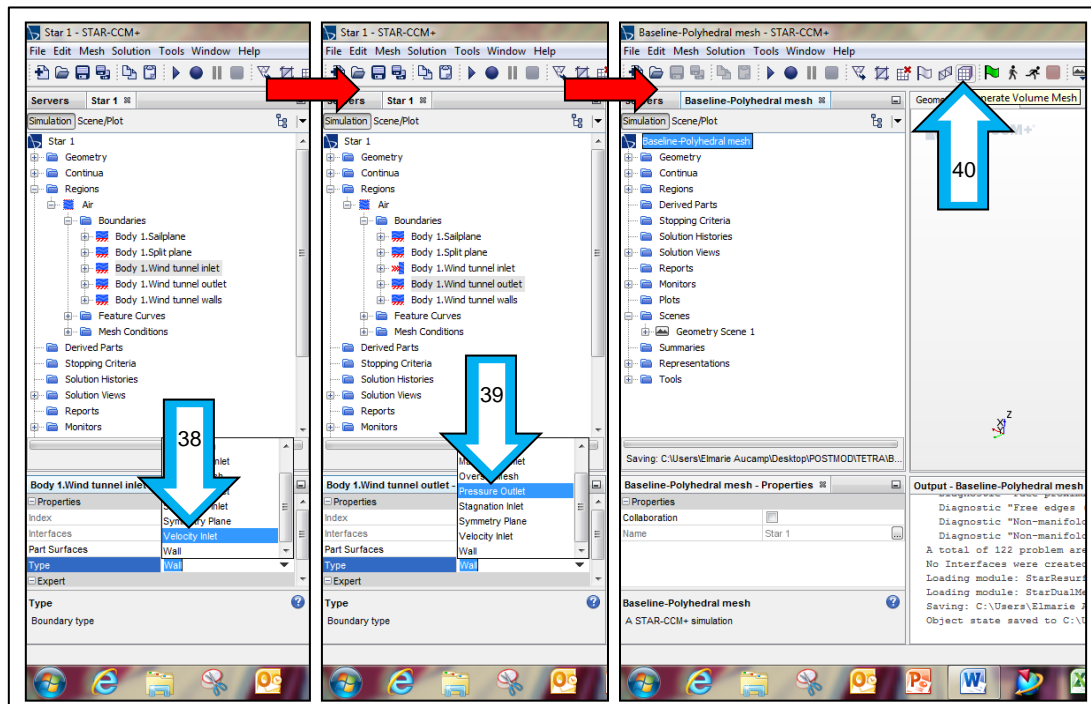 Star 1 - STAR-CCM+
File Edit Mesh Solution Tools Window Help
Servers Star 1
Simulation Scene/Plot
Star 1
Geometry
Continua
Regions
Air
Boundaries
Body 1.Sailplane
Body 1.Split plane
Body 1.Wind tunnel inlet
Body 1.Wind tunnel outlet
Body 1.Wind tunnel walls
Feature Curves
Mesh Conditions
Derived Parts
Stopping Criteria
Solution Histories
Solution Views
Reports
Monitors
38
Body 1.Wind tunnel inlet
Properties
Index
Interfaces
Velocity Inlet
Part Surfaces
Wall
Type
Wall
Expert
Type
Boundary type
Star 1 - STAR-CCM+
File Edit Mesh Solution Tools Window Help
Star 1
Simulation Scene/Plot
Star 1
Geometry
Continua
Regions
Air
Boundaries
Body 1.Sailplane
Body 1.Split plane
Body 1.Wind tunnel inlet
Body 1.Wind tunnel outlet
Body 1.Wind tunnel walls
Feature Curves
Mesh Conditions
Derived Parts
Stopping Criteria
Solution Histories
Solution Views
Reports
Monitors
39
Body 1.Wind tunnel outlet -
Properties
Pressure Outlet
Stagnation Inlet
Index
Symmetry Plane
Interfaces
Velocity Inlet
Part Surfaces
Wall
Type
Wall
Expert
Type
Boundary type
Baseline-Polyhedral mesh - STAR-CCM+
File Edit Mesh Solution Tools Window Help
Baseline-Polyhedral mesh
Simulation Scene/Plot
Baseline-Polyhedral mesh
Geometry
Continua
Regions
Derived Parts
Stopping Criteria
Solution Histories
Solution Views
Reports
Monitors
Plots
Scenes
Geometry Scene 1
Summaries
Representations
Tools
Saving: C:\Users\Elmarie Aucamp\Desktop\POSTMOD\TETRA\B...
Baseline-Polyhedral mesh - Properties
Properties
Collaboration
Name Star 1
Baseline-Polyhedral mesh
A STAR-CCM+ simulation
Volume Mesh
40
Z
Output - Baseline-Polyhedral mesh
Diagnostic "Free edges
Diagnostic "Non-manifol
Diagnostic "Non-manifol
A total of 122 problem are
No Interfaces were created
Loading module: StarResur
Loading module: StarDualMe
Saving: C:\Users\Elmarie
Object state saved to C:\